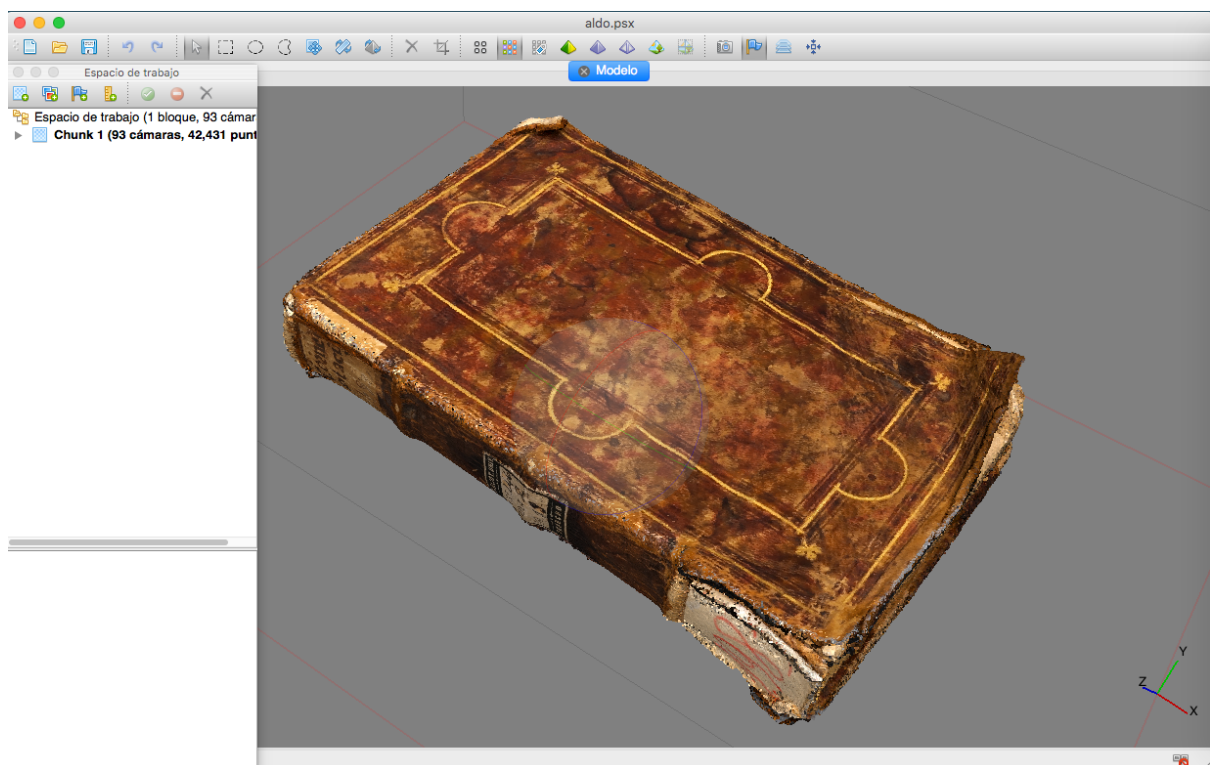 aldo.psx
Espacio de trabajo
Modelo
Espacio de trabajo (1 bloque, 93 cámar
Chunk 1 (93 cámaras, 42,431 punt
Y
Z
X